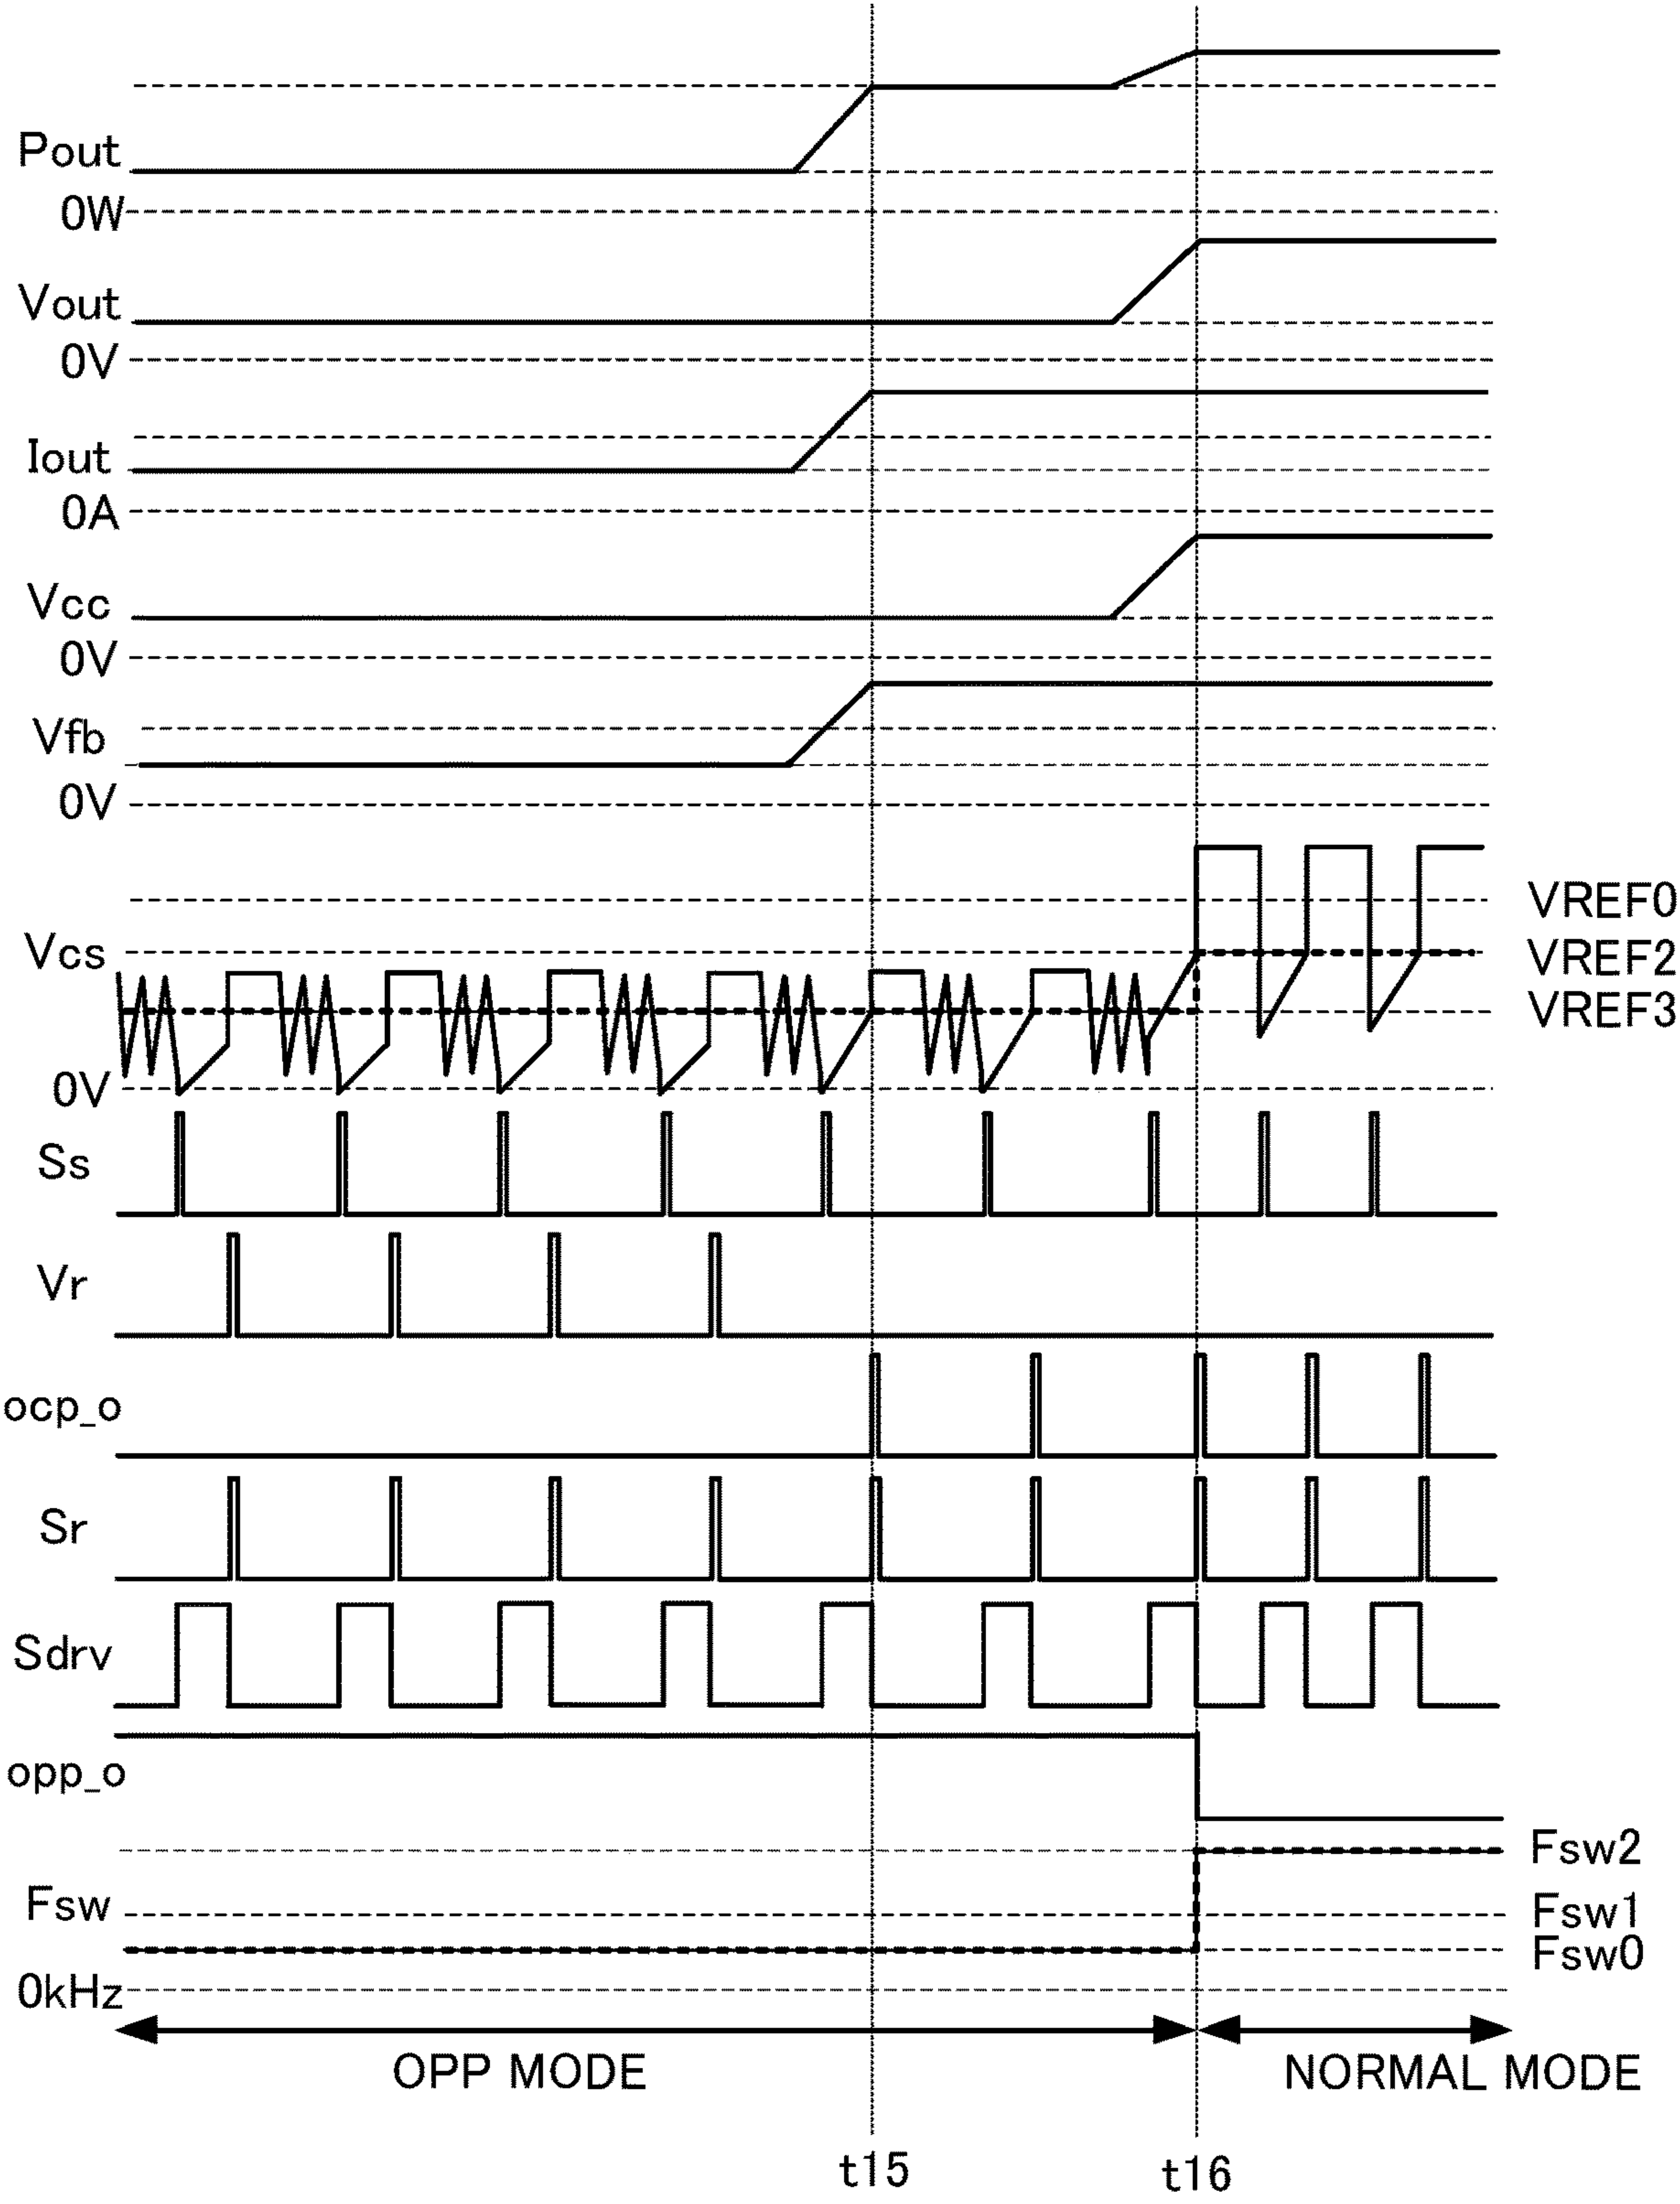 Pout
0W
Vout
0V
Iout
0A
Vcc
0V
Vfb
0V
VREF0
Vcs
VREF2
VREF3
0V
Ss
Vr
ocp_o
Sr
Sdrv
opp_o
Fsw2
Fsw
Fsw1
Fsw0
0kHz
OPP MODE
NORMAL MODE
t15
t16